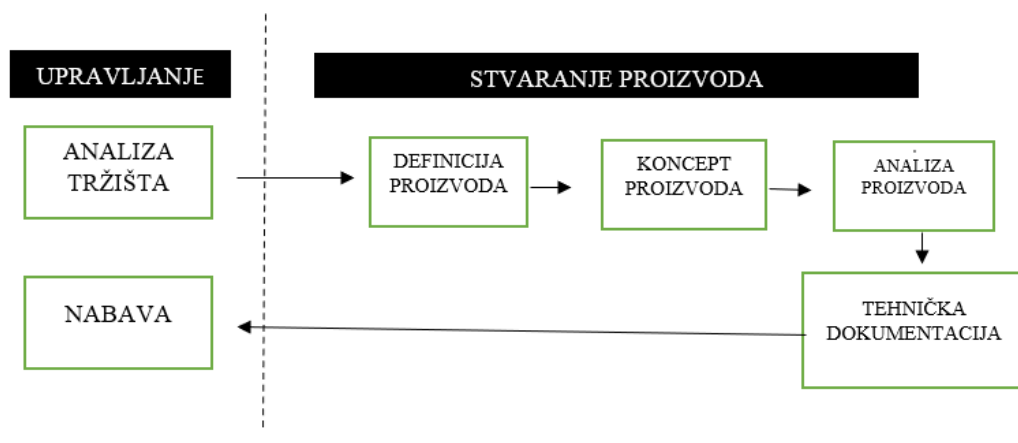 UPRAVLJANJE
STVARANJE PROIZVODA
ANALIZA
TRŽIŠTA
DEFINICIJA
PROIZVODA
KONCEPT
PROIZVODA
ANALIZA
PROIZVODA
NABAVA
TEHNIČKA
DOKUMENTACIJA